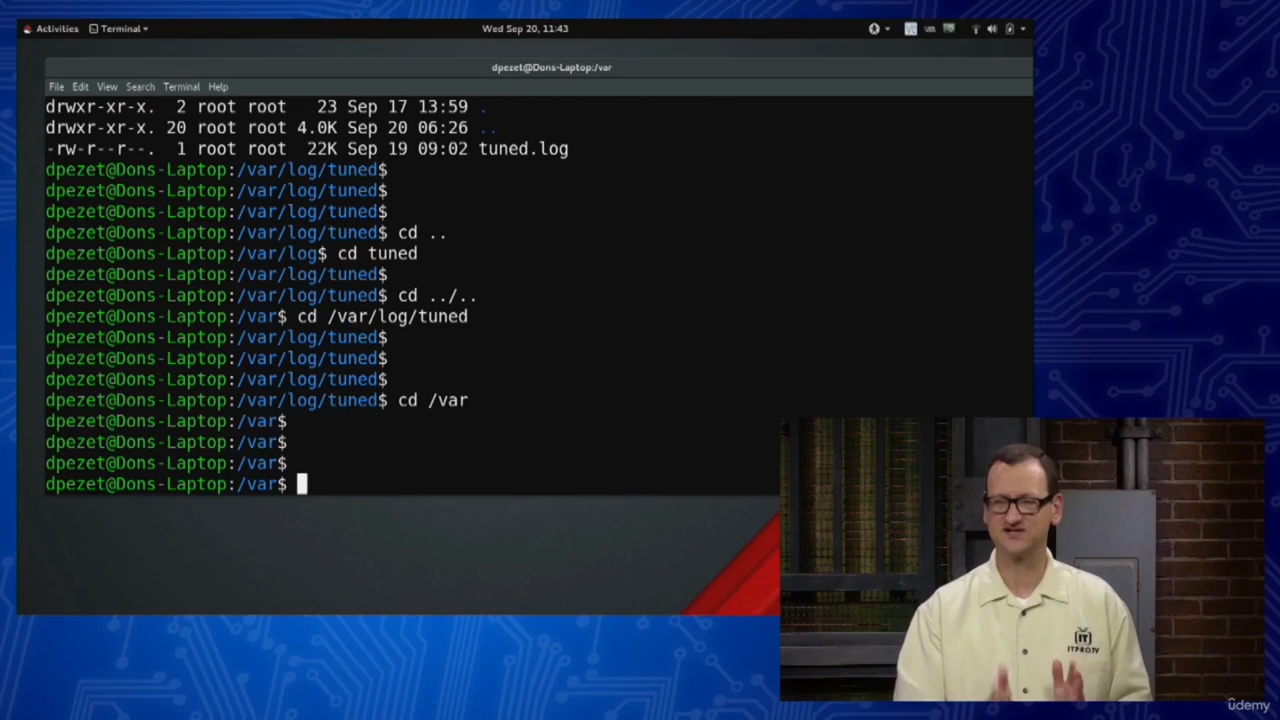 Activities Terminal Wed Sep 20, 11:43
dpezet@Dons-Laptop:/var
File Edit View Search Terminal Help
drwxr-xr-x. 2 root root 23 Sep 17 13:59 .
drwxr-xr-x. 20 root root 4.0K Sep 20 06:26 ..
-rw-r--r--. 1 root root 22K Sep 19 09:02 tuned.log
dpezet@Dons-Laptop:/var/log/tuned$
dpezet@Dons-Laptop:/var/log/tuned$
dpezet@Dons-Laptop:/var/log/tuned$
dpezet@Dons-Laptop:/var/log/tuned$ cd ..
dpezet@Dons-Laptop:/var/log$ cd tuned
dpezet@Dons-Laptop:/var/log/tuned$
dpezet@Dons-Laptop:/var/log/tuned$ cd ../..
dpezet@Dons-Laptop:/var$ cd /var/log/tuned
dpezet@Dons-Laptop:/var/log/tuned$
dpezet@Dons-Laptop:/var/log/tuned$
dpezet@Dons-Laptop:/var/log/tuned$
dpezet@Dons-Laptop:/var/log/tuned$ cd /var
dpezet@Dons-Laptop:/var$
dpezet@Dons-Laptop:/var$
dpezet@Dons-Laptop:/var$
dpezet@Dons-Laptop:/var$
IT
ITPRO.TV
ûdemy